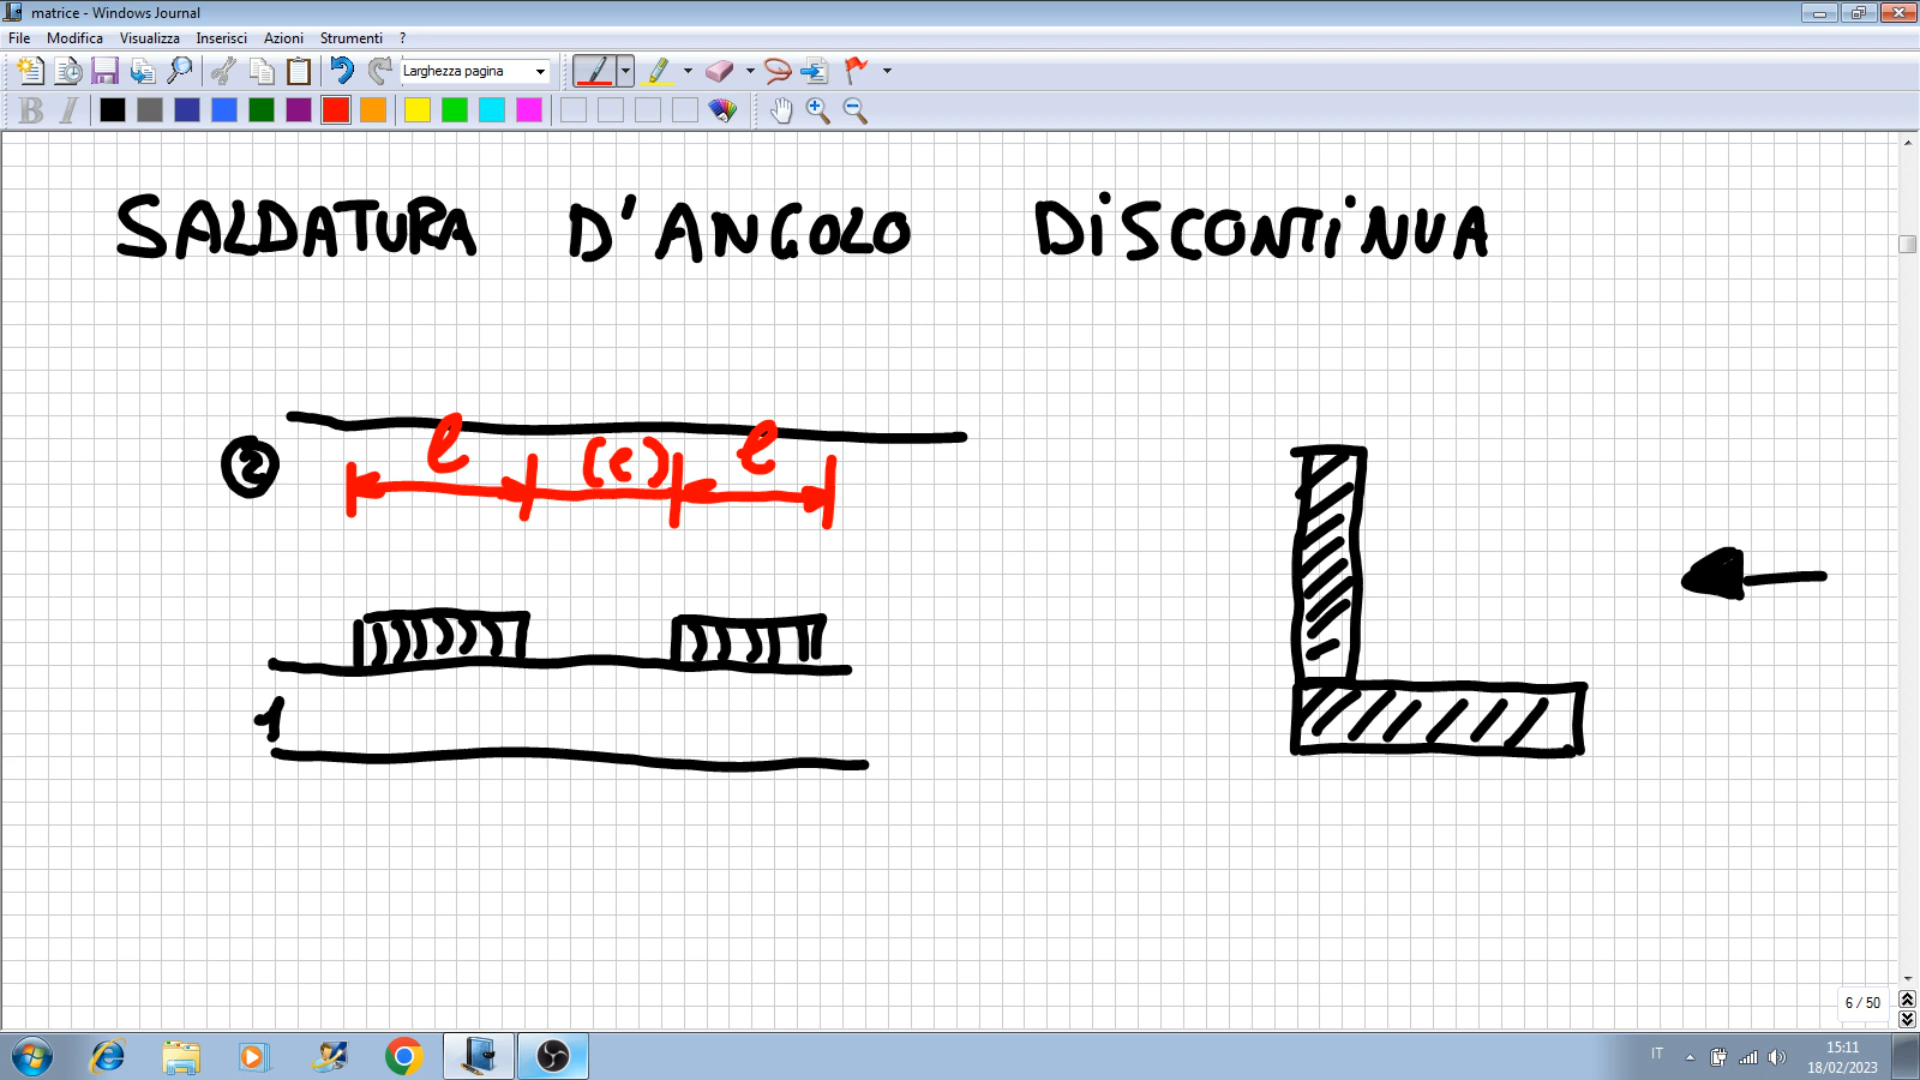 matrice - Windows Journal
File Modifica Visualizza Inserisci Azioni Strumenti ?
Larghezza pagina
B I
SALDATURA D'ANGOLO DiSCONTiNUA
2 l (e) l
1
6 / 50
IT 15:11
18/02/2023